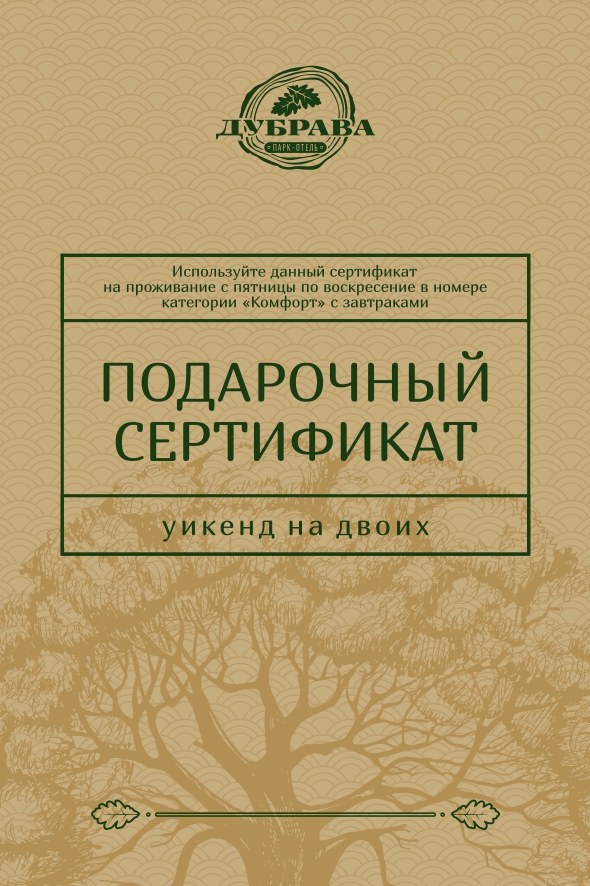 ДУБРАВА
ПАРК-ОТЕЛЬ
Используйте данный сертификат
на проживание с пятницы по воскресение в номере
категории «Комфорт» с завтраками
ПОДАРОЧНЫЙ
СЕРТИФИКАТ
уикенд на двоих